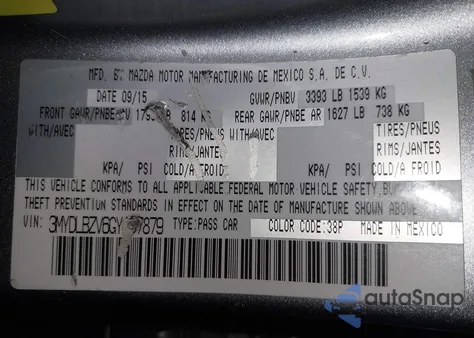 MFD. BY MAZDA MOTOR MANUFACTURING DE MEXICO S.A. DE C.V.
DATE 09/15 GVWR/PNBV 3393 LB 1539 KG
FRONT GAWR/PNBE 814 KG REAR GAWR/PNBE AR 1627 LB 738 KG
WITH/AVEC TIRES/PNEUS WITH/AVEC TIRES/PNEUS
RIMS/JANTES RIMS/JANTES
KPA/ PSI COLD/A FROID KPA/ PSI COLD/A FROID
THIS VEHICLE CONFORMS TO ALL APPLICABLE FEDERAL MOTOR VEHICLE SAFETY,
THEFT PREVENTION STANDARDS IN EFFECT ON THE DATE OF MANUFACTURE SHOWN ABOVE.
VIN: TYPE:PASS CAR COLOR CODE:38P MADE IN MEXICO
autoSnap